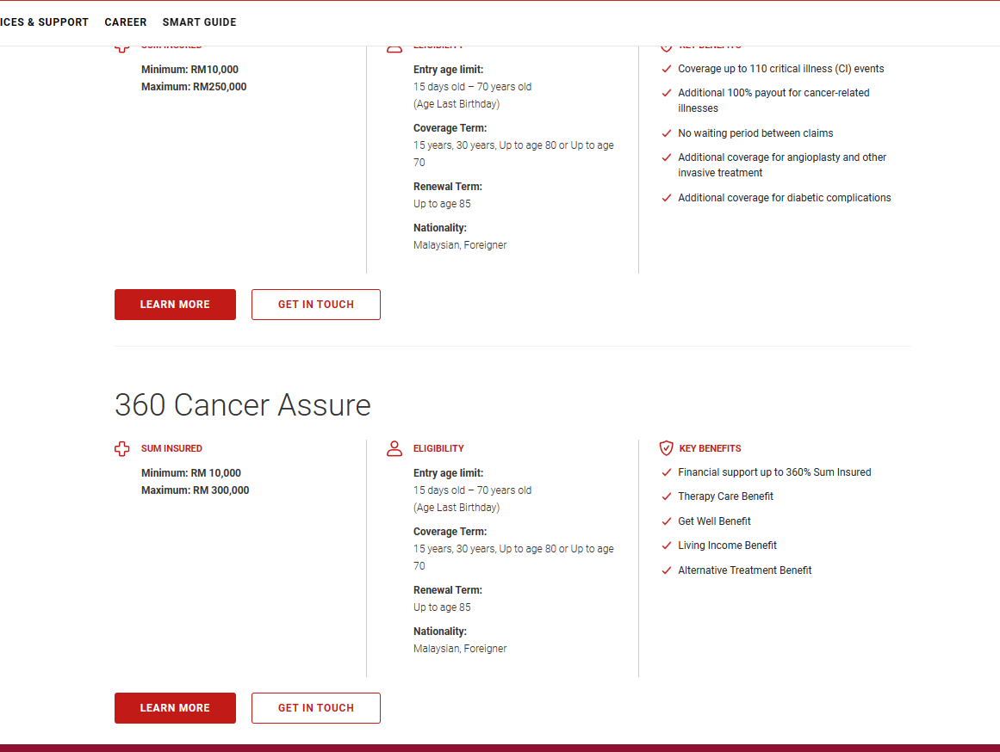 ICES & SUPPORT CAREER SMART GUIDE
SUM INSURED
Minimum: RM10,000
Maximum: RM250,000
ELIGIBILITY
Entry age limit:
15 days old – 70 years old
(Age Last Birthday)
Coverage Term:
15 years, 30 years, Up to age 80 or Up to age
70
Renewal Term:
Up to age 85
Nationality:
Malaysian, Foreigner
KEY BENEFITS
Coverage up to 110 critical illness (CI) events
Additional 100% payout for cancer-related
illnesses
No waiting period between claims
Additional coverage for angioplasty and other
invasive treatment
Additional coverage for diabetic complications
LEARN MORE
GET IN TOUCH
360 Cancer Assure
SUM INSURED
Minimum: RM 10,000
Maximum: RM 300,000
ELIGIBILITY
Entry age limit:
15 days old – 70 years old
(Age Last Birthday)
Coverage Term:
15 years, 30 years, Up to age 80 or Up to age
70
Renewal Term:
Up to age 85
Nationality:
Malaysian, Foreigner
KEY BENEFITS
Financial support up to 360% Sum Insured
Therapy Care Benefit
Get Well Benefit
Living Income Benefit
Alternative Treatment Benefit
LEARN MORE
GET IN TOUCH